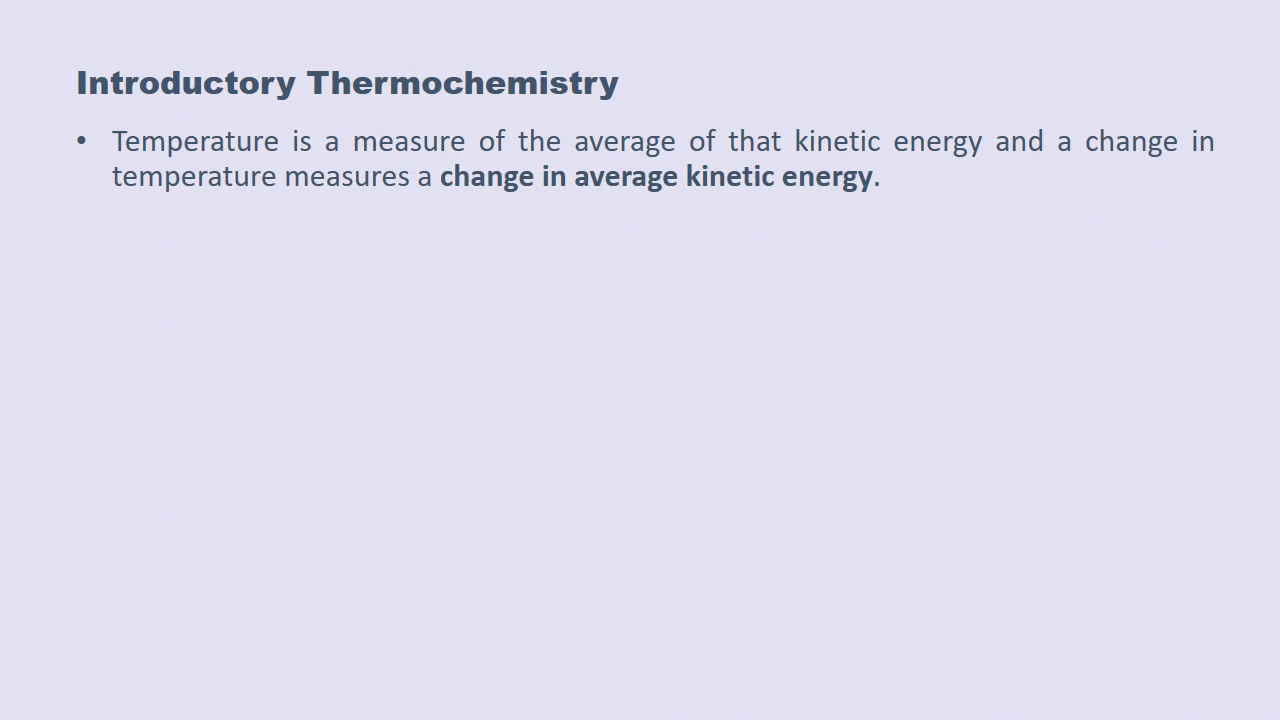 Introductory Thermochemistry
• Temperature is a measure of the average of that kinetic energy and a change in
temperature measures a change in average kinetic energy.